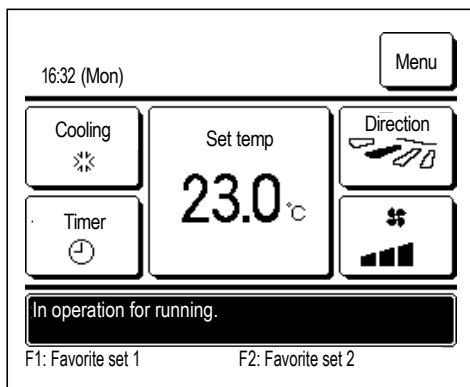 Menu
16:32 (Mon)
Cooling
Set temp
Direction
23.0 °C
Timer
In operation for running.
F1: Favorite set 1 F2: Favorite set 2